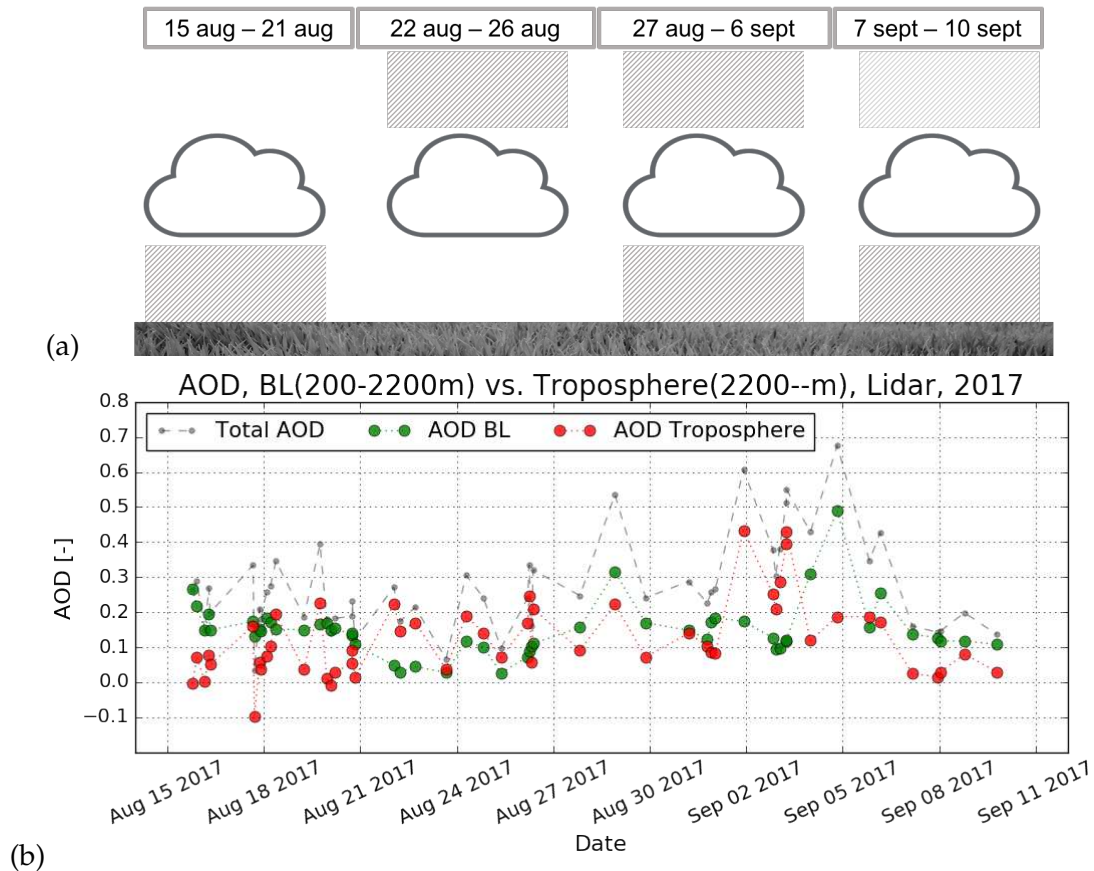 15 aug – 21 aug
22 aug – 26 aug
27 aug – 6 sept
7 sept – 10 sept
(a)
AOD, BL(200-2200m) vs. Troposphere(2200--m), Lidar, 2017
Total AOD
AOD BL
AOD Troposphere
0.8
0.7
0.6
0.5
0.4
0.3
0.2
0.1
0.0
−0.1
AOD [-]
Aug 15 2017
Aug 18 2017
Aug 21 2017
Aug 24 2017
Aug 27 2017
Aug 30 2017
Sep 02 2017
Sep 05 2017
Sep 08 2017
Sep 11 2017
Date
(b)